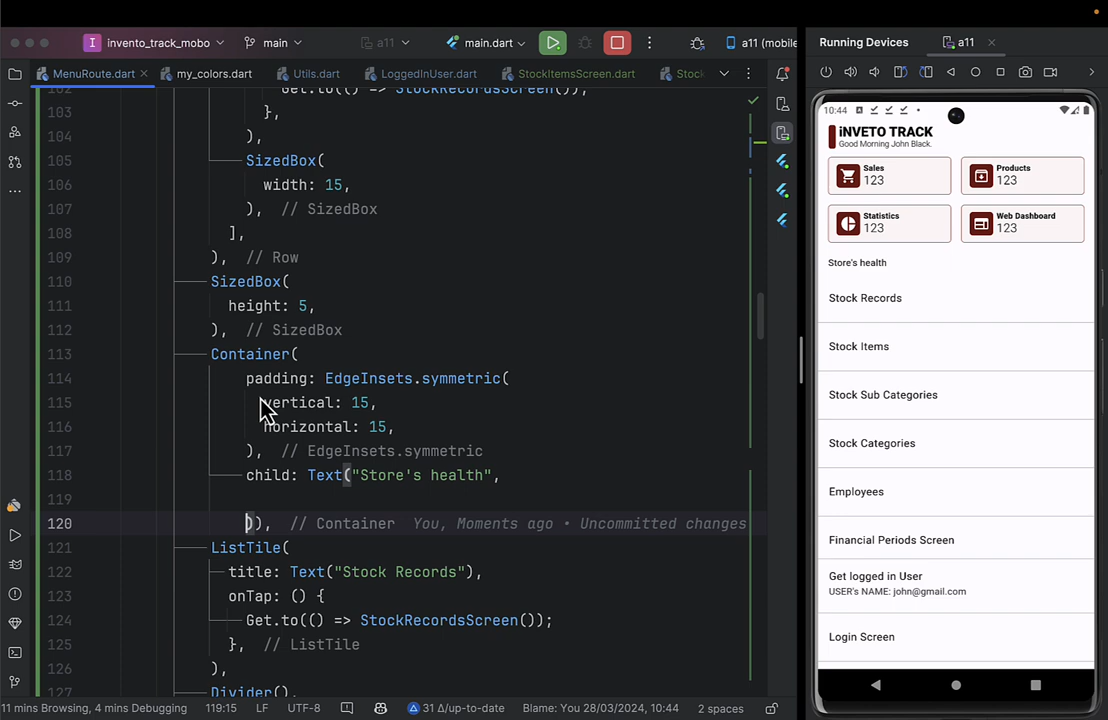 invento_track_mobo
main
a11
main.dart
a11 (mobile
Running Devices
a11
MenuRoute.dart
my_colors.dart
Utils.dart
LoggedInUser.dart
StockItemsScreen.dart
Stock
102 Get.to(() => StockRecordsScreen());
103 },
104 ),
105 SizedBox(
106 width: 15,
107 ), // SizedBox
108 ],
109 ), // Row
110 SizedBox(
111 height: 5,
112 ), // SizedBox
113 Container(
114 padding: EdgeInsets.symmetric(
115 vertical: 15,
116 horizontal: 15,
117 ), // EdgeInsets.symmetric
118 child: Text("Store's health",
119
120 )), // Container You, Moments ago • Uncommitted changes
121 ListTile(
122 title: Text("Stock Records"),
123 onTap: () {
124 Get.to(() => StockRecordsScreen());
125 }, // ListTile
126 ),
127 Divider(),
11 mins Browsing, 4 mins Debugging
119:15
LF
UTF-8
31 Δ/up-to-date
Blame: You 28/03/2024, 10:44
2 spaces
10:44
iNVETO TRACK
Good Morning John Black.
Sales
123
Products
123
Statistics
123
Web Dashboard
123
Store's health
Stock Records
Stock Items
Stock Sub Categories
Stock Categories
Employees
Financial Periods Screen
Get logged in User
USER's NAME: john@gmail.com
Login Screen